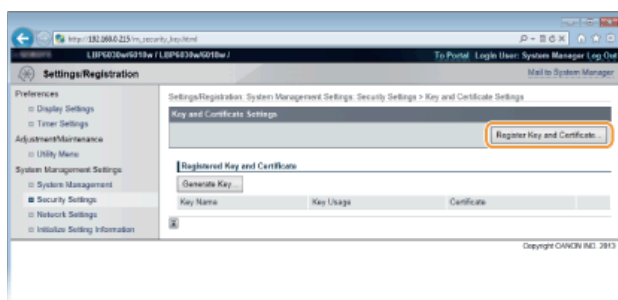 http://192.168.0.215/m_security_key.html
LBP6030w/6018w / LBP6030w/6018w /
To Portal Login User: System Manager Log Out
Settings/Registration
Mail to System Manager
Preferences
Display Settings
Timer Settings
Adjustment/Maintenance
Utility Menu
System Management Settings
System Management
Security Settings
Network Settings
Initialize Setting Information
Settings/Registration: System Management Settings: Security Settings > Key and Certificate Settings
Key and Certificate Settings
Register Key and Certificate...
Registered Key and Certificate
Generate Key...
Key Name Key Usage Certificate
Copyright CANON INC. 2013